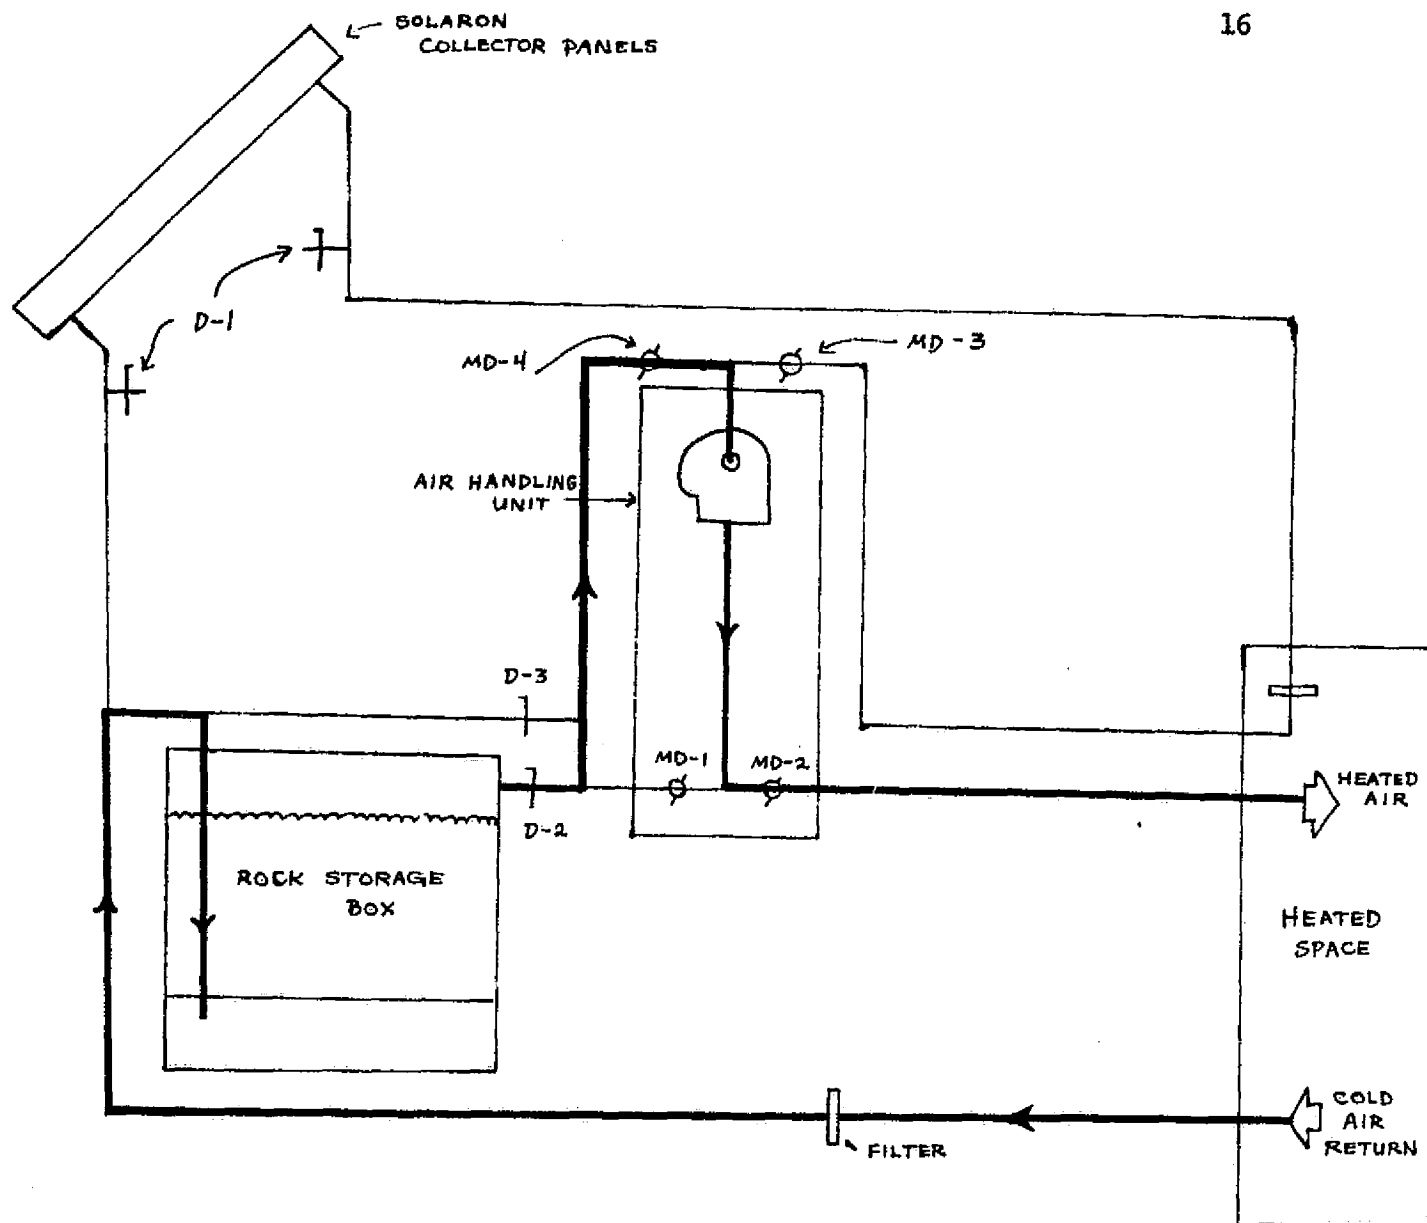 16
SOLARON
COLLECTOR PANELS
D-1
MD-4
MD-3
AIR HANDLING
UNIT
D-3
MD-1
MD-2
D-2
HEATED
AIR
ROCK STORAGE
BOX
HEATED
SPACE
COLD
AIR
RETURN
FILTER